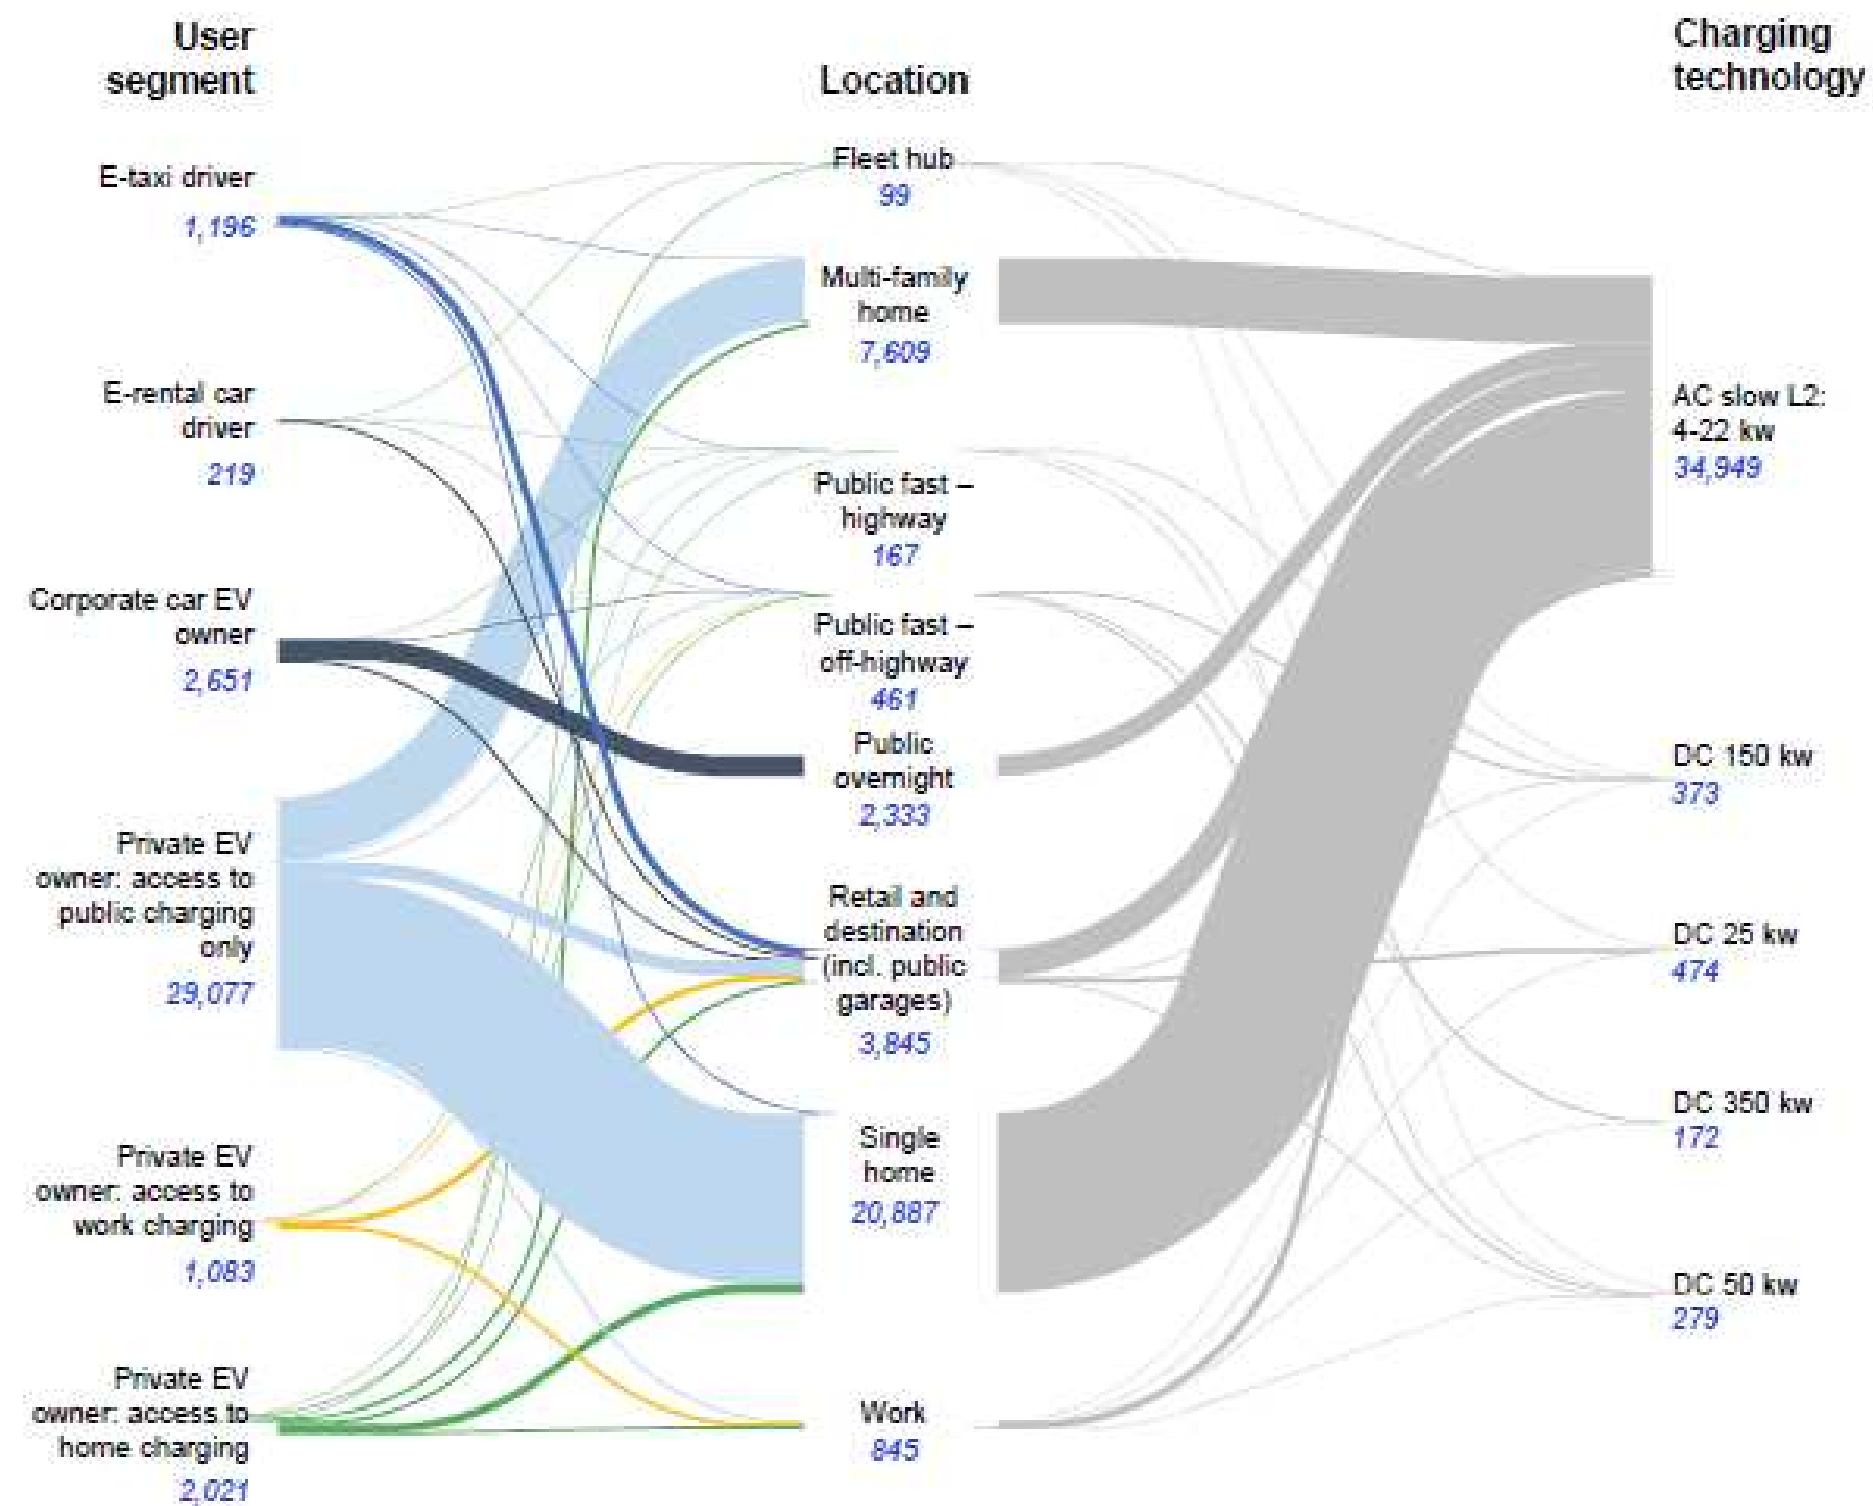 User
segment
Location
Charging
technology
E-taxi driver
1,196
E-rental car
driver
219
Corporate car EV
owner
2,651
Private EV
owner: access to
public charging
only
29,077
Private EV
owner: access to
work charging
1,083
Private EV
owner: access to
home charging
2,021
Fleet hub
99
Multi-family
home
7,609
Public fast –
highway
167
Public fast –
off-highway
461
Public
overnight
2,333
Retail and
destination
(incl. public
garages)
3,845
Single
home
20,887
Work
845
AC slow L2:
4-22 kw
34,949
DC 150 kw
373
DC 25 kw
474
DC 350 kw
172
DC 50 kw
279